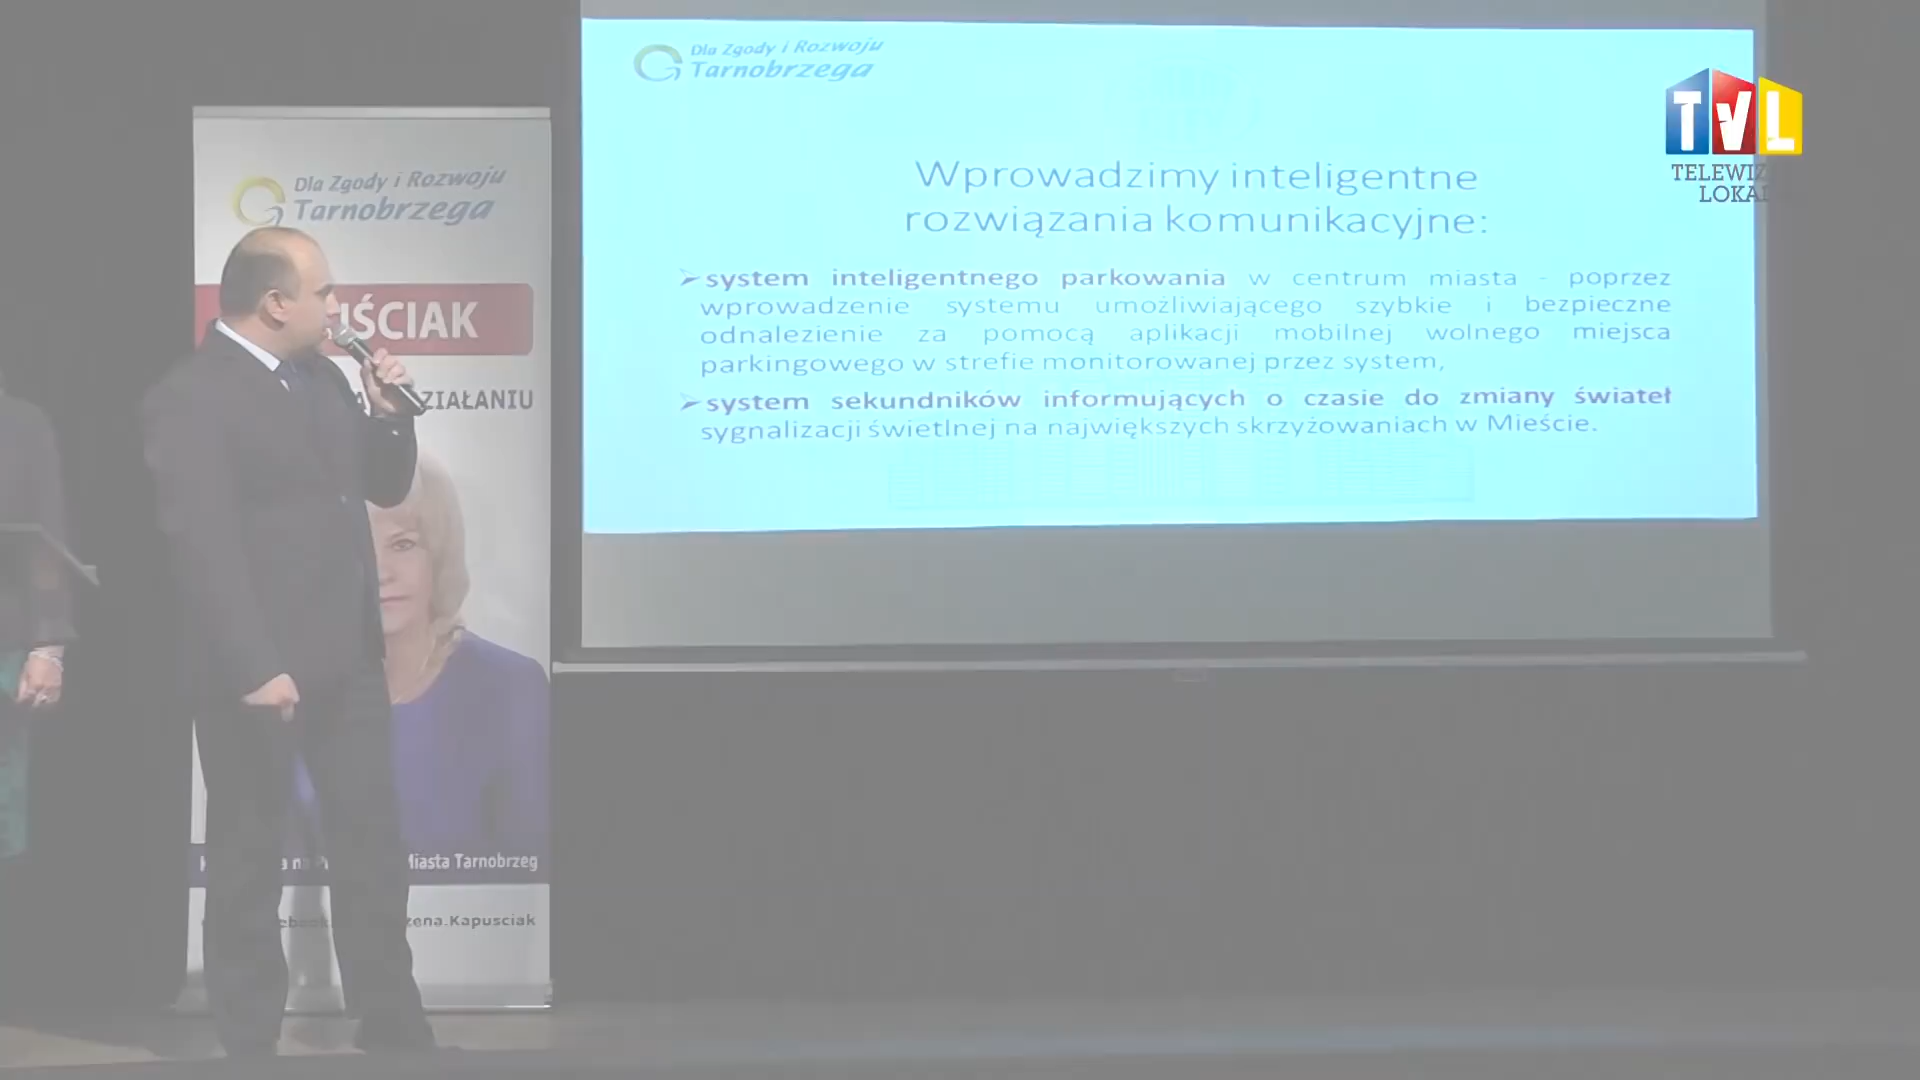 Dla Zgody i Rozwoju
Tarnobrzega
Wprowadzimy inteligentne
rozwiązania komunikacyjne:
➢system inteligentnego parkowania w centrum miasta - poprzez
wprowadzenie systemu umożliwiającego szybkie i bezpieczne
odnalezienie za pomocą aplikacji mobilnej wolnego miejsca
parkingowego w strefie monitorowanej przez system,
➢system sekundników informujących o czasie do zmiany świateł
sygnalizacji świetlnej na największych skrzyżowaniach w Mieście.
TVL
Dla Zgody i Rozwoju
Tarnobrzega
Miasta Tarnobrzeg
zena.Kapusciak